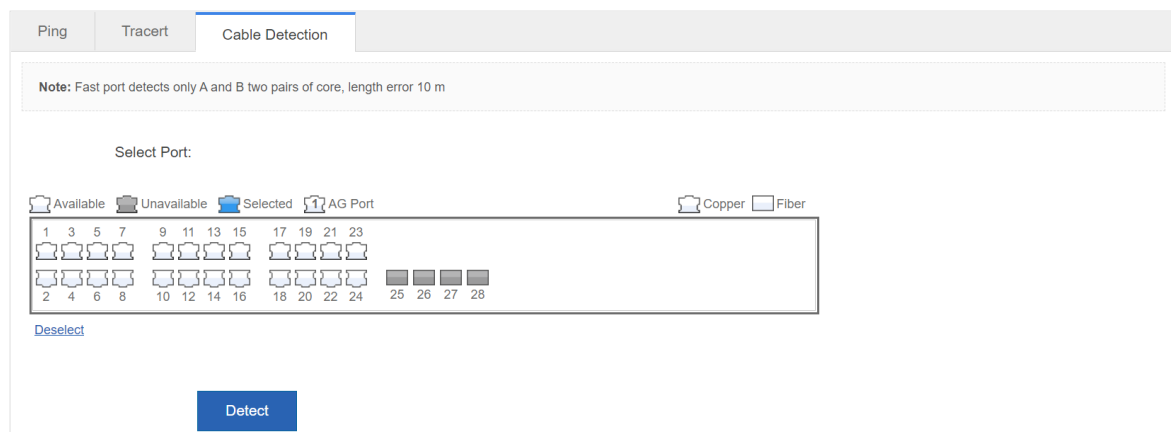 Ping Tracert Cable Detection
Note: Fast port detects only A and B two pairs of core, length error 10 m
Select Port:
Available Unavailable Selected 1 AG Port Copper Fiber
1 3 5 7 9 11 13 15 17 19 21 23
2 4 6 8 10 12 14 16 18 20 22 24 25 26 27 28
Deselect
Detect